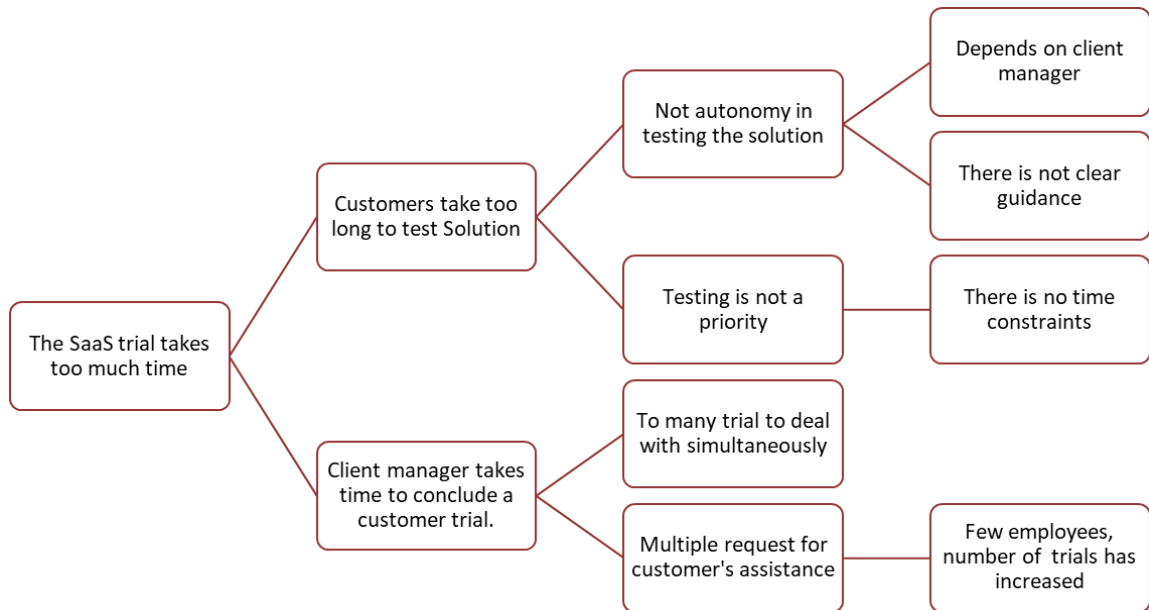 The SaaS trial takes
too much time
Customers take too
long to test Solution
Not autonomy in
testing the solution
Depends on client
manager
There is not clear
guidance
Testing is not a
priority
There is no time
constraints
Client manager takes
time to conclude a
customer trial.
To many trial to deal
with simultaneously
Multiple request for
customer's assistance
Few employees,
number of  trials has
increased